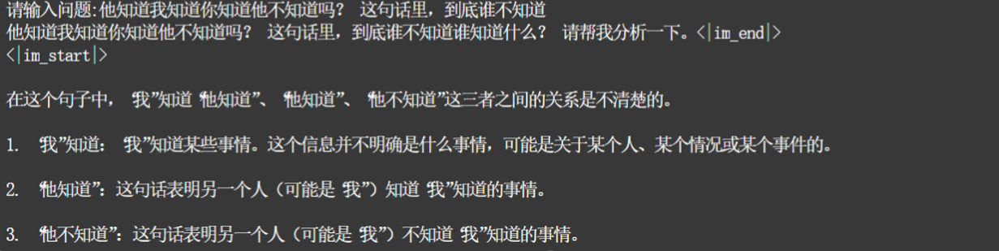 请输入问题:他知道我知道你知道他不知道吗？ 这句话里，到底谁不知道
他知道我知道你知道他不知道吗？ 这句话里，到底谁不知道谁知道什么？ 请帮我分析一下。<|im_end|>
<|im_start|>
在这个句子中， “我”知道 “他知道”、 “他知道”、 “他不知道”这三者之间的关系是不清楚的。
1. “我”知道： “我”知道某些事情。这个信息并不明确是什么事情，可能是关于某个人、某个情况或某个事件的。
2. “他知道”：这句话表明另一个人（可能是 “我”）知道 “我”知道的事情。
3. “他不知道”：这句话表明另一个人（可能是 “我”）不知道 “我”知道的事情。